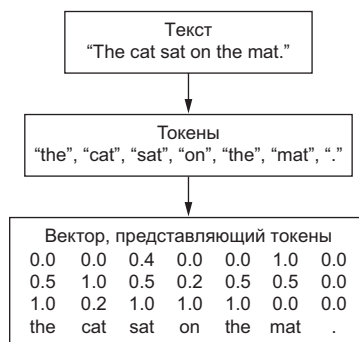 Текст
“The cat sat on the mat.”
Токены
“the”, “cat”, “sat”, “on”, “the”, “mat”, “.”
Вектор, представляющий токены
0.0 0.0 0.4 0.0 0.0 1.0 0.0
0.5 1.0 0.5 0.2 0.5 0.5 0.0
1.0 0.2 1.0 1.0 1.0 0.0 0.0
the cat sat on the mat .